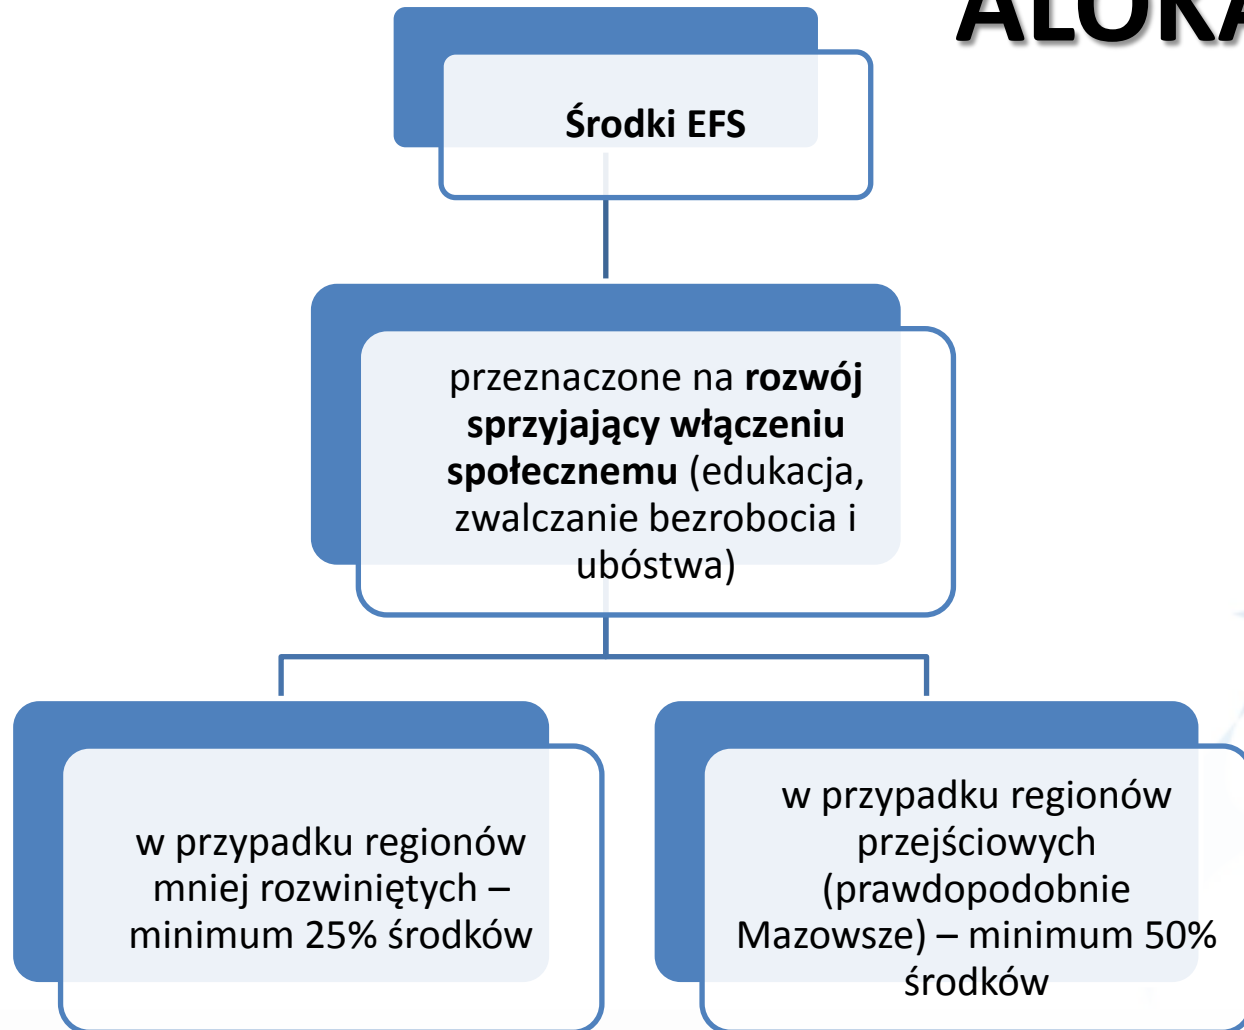 ALOKA
Środki EFS
przeznaczone na rozwój
sprzyjający włączeniu
społecznemu (edukacja,
zwalczanie bezrobocia i
ubóstwa)
w przypadku regionów
mniej rozwiniętych –
minimum 25% środków
w przypadku regionów
przejściowych
(prawdopodobnie
Mazowsze) – minimum 50%
środków